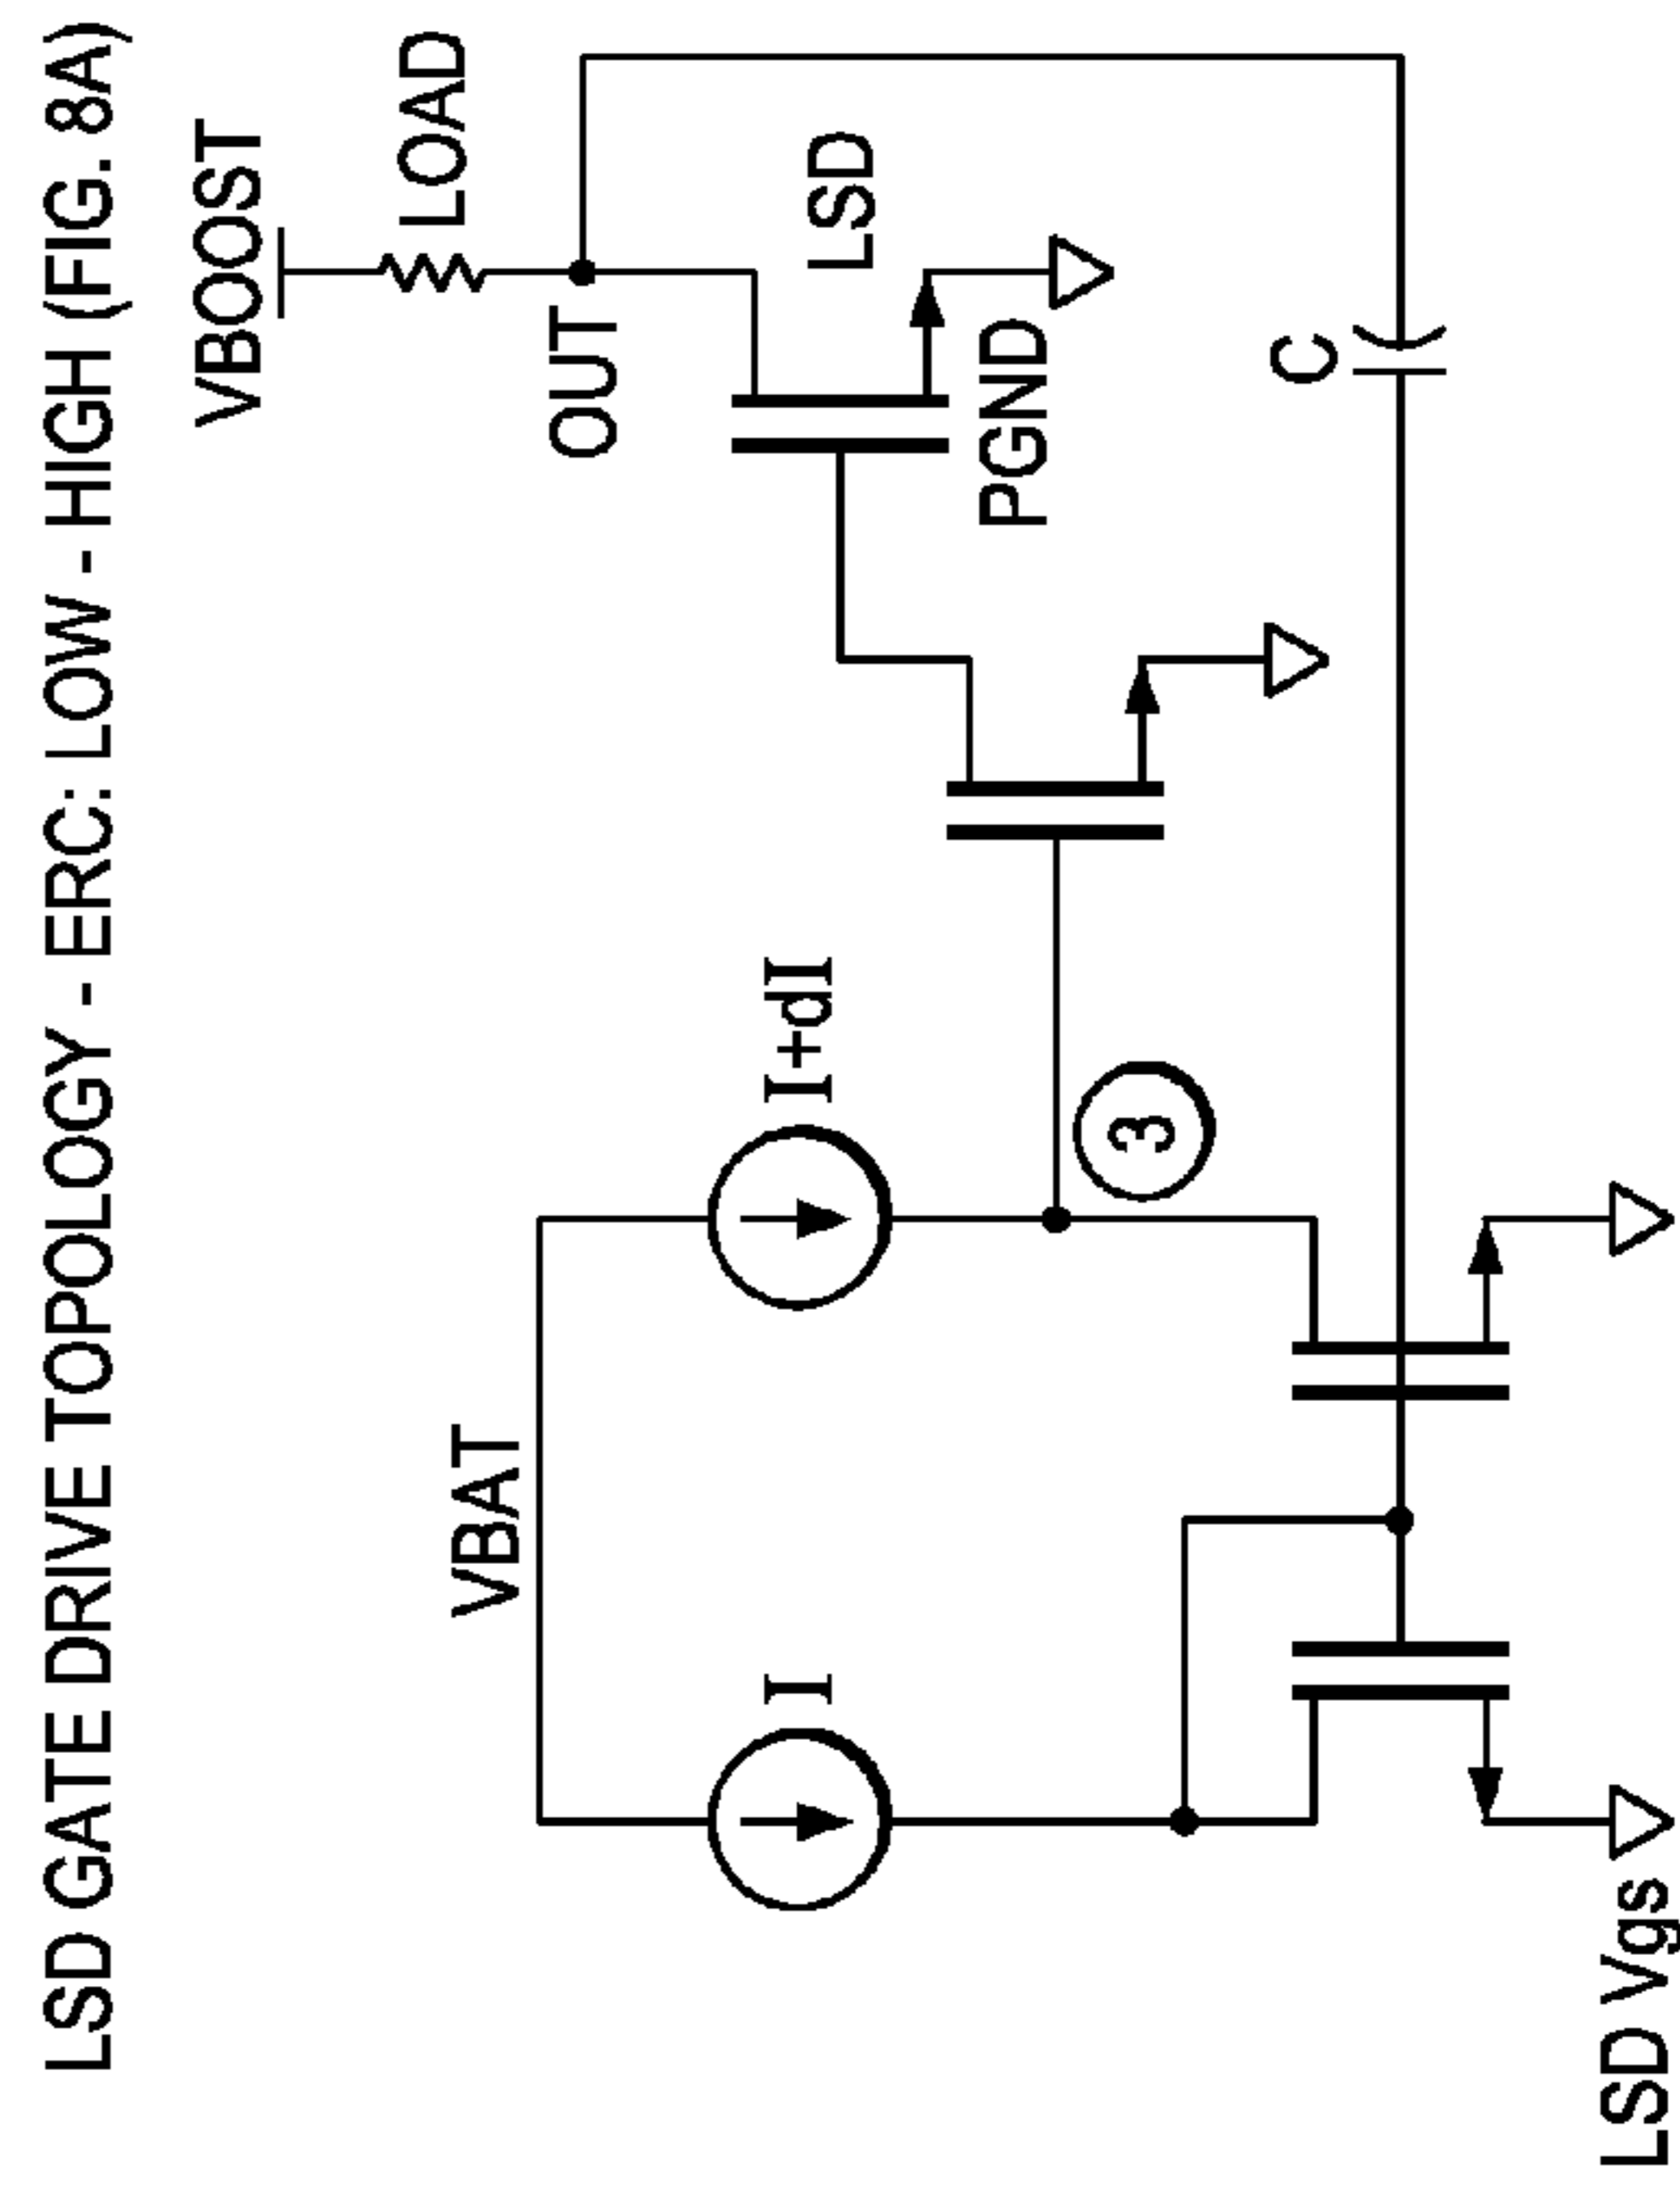 LSD GATE DRIVE TOPOLOGY - ERC: LOW - HIGH (FIG. 8A)
VBOOST
LOAD
VBAT
OUT
I
I+dI
LSD
3
PGND
C
LSD Vgs